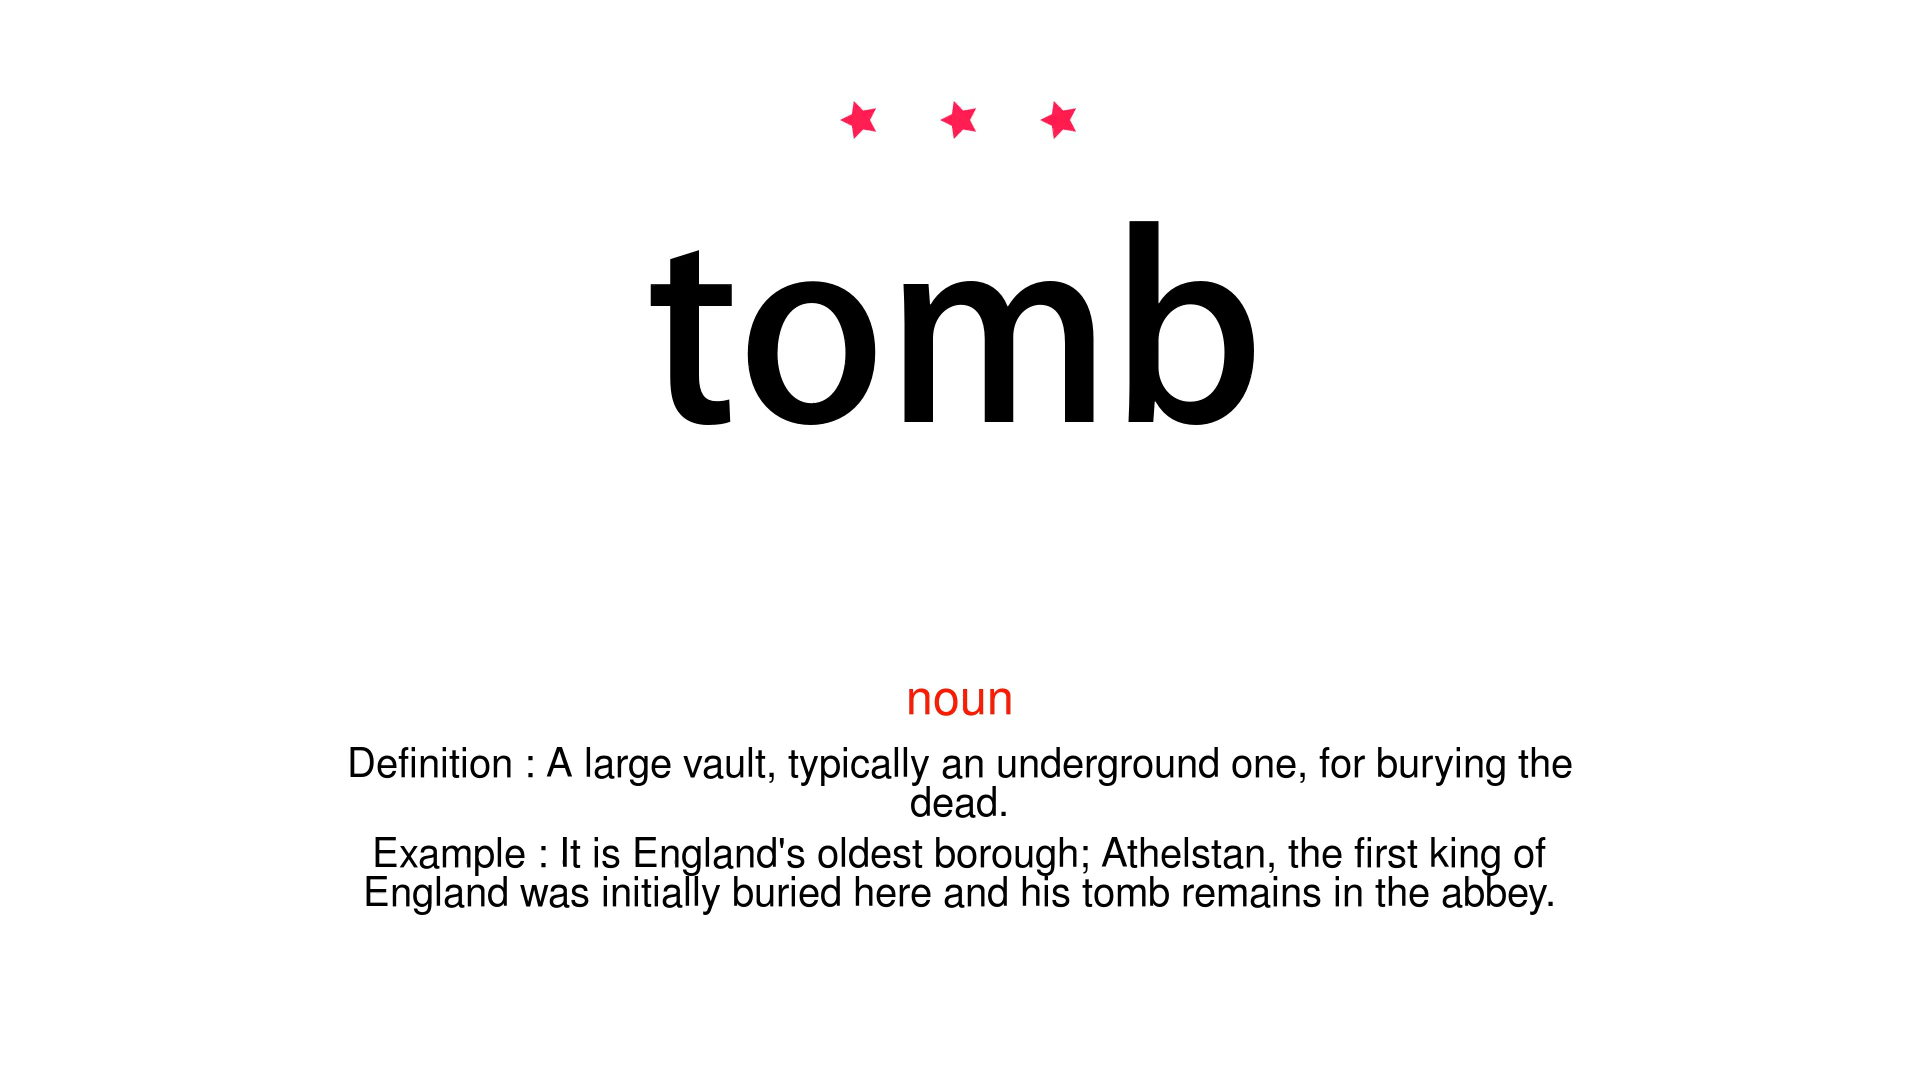 tomb
noun
Definition : A large vault, typically an underground one, for burying the
dead.
Example : It is England's oldest borough; Athelstan, the first king of
England was initially buried here and his tomb remains in the abbey.